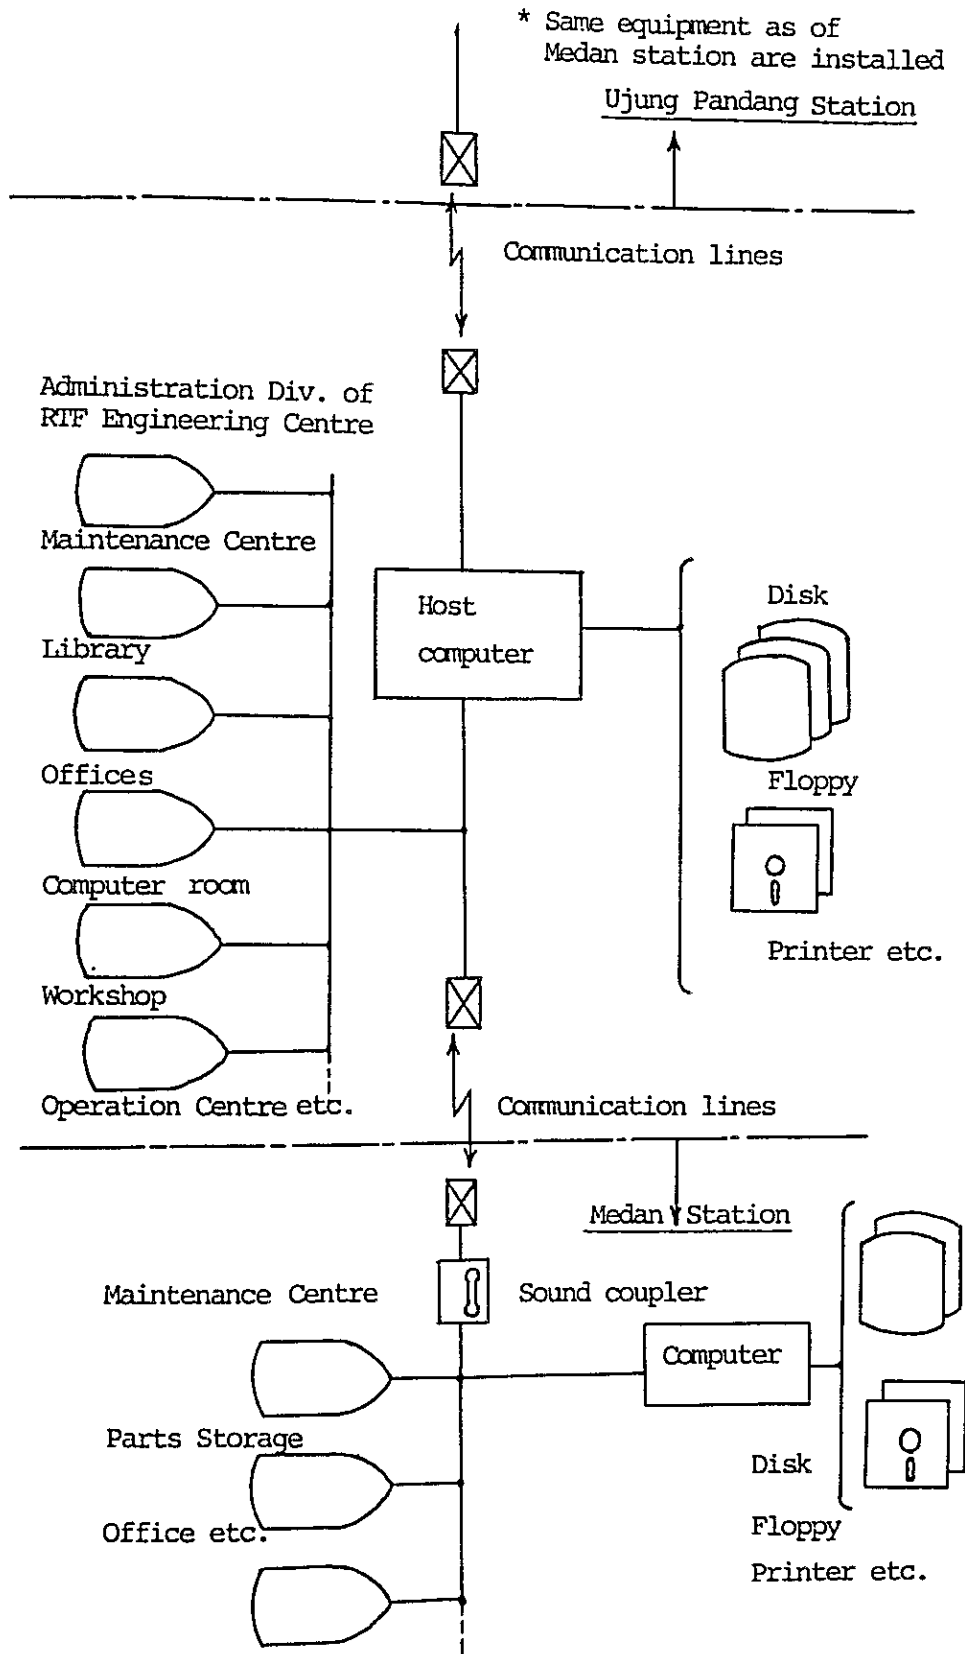 * Same equipment as of
Medan station are installed
Ujung Pandang Station
Communication lines
Administration Div. of
RTF Engineering Centre
Maintenance Centre
Library
Offices
Computer room
Workshop
Operation Centre etc.
Host
computer
Disk
Floppy
Printer etc.
Communication lines
Medan Station
Maintenance Centre
Sound coupler
Computer
Parts Storage
Office etc.
Disk
Floppy
Printer etc.